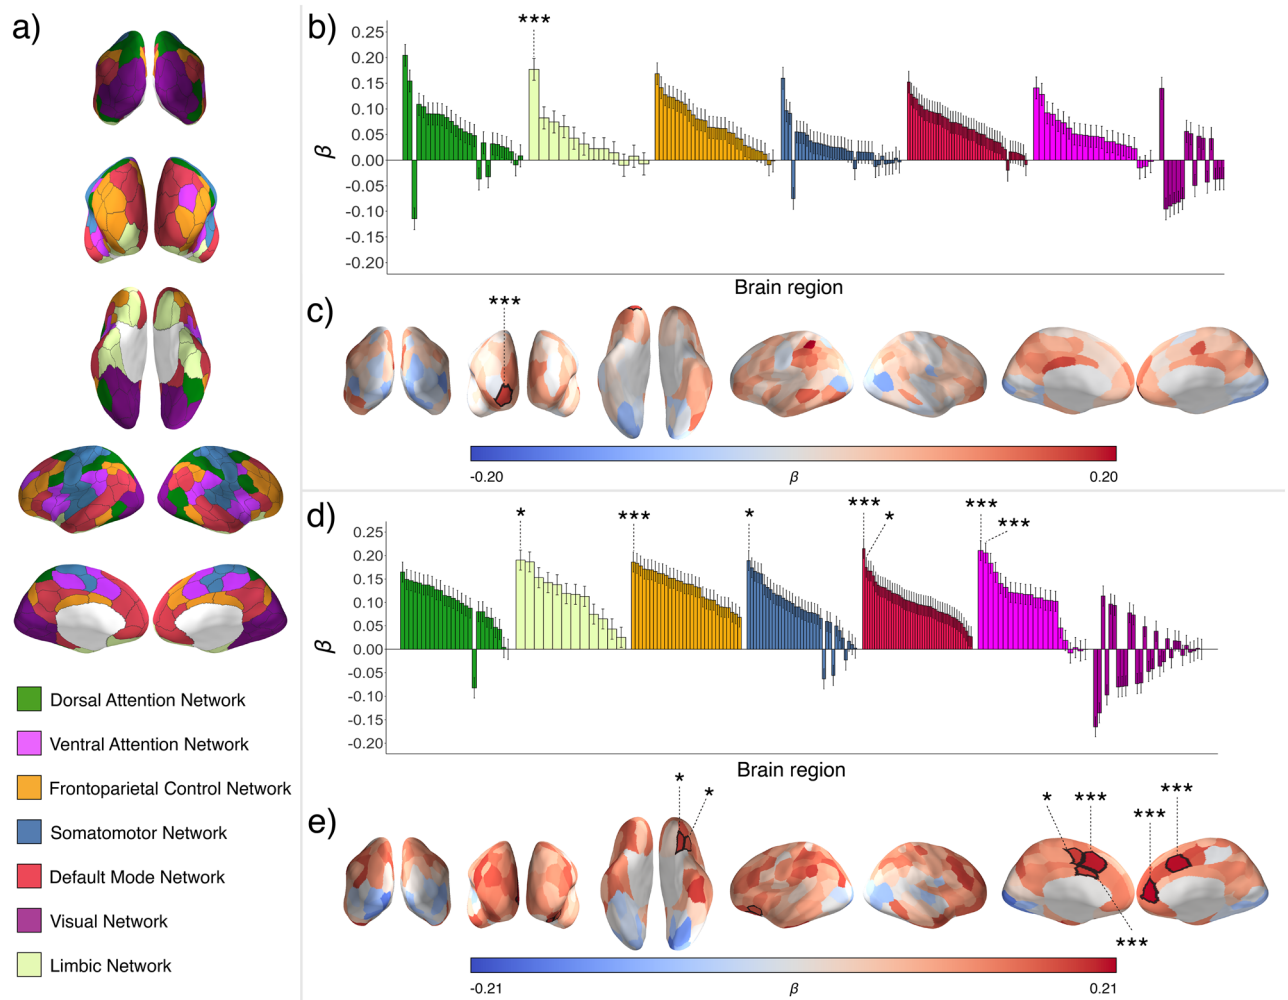 a)
Dorsal Attention Network
Ventral Attention Network
Frontoparietal Control Network
Somatomotor Network
Default Mode Network
Visual Network
Limbic Network
b)
***
0.25
0.20
0.15
0.10
0.05
0.00
-0.05
-0.10
-0.15
-0.20
β
Brain region
c)
***
-0.20
β
0.20
d)
*
***
*
***
*
***
***
0.25
0.20
0.15
0.10
0.05
0.00
-0.05
-0.10
-0.15
-0.20
β
Brain region
e)
*
*
*
***
***
***
***
-0.21
β
0.21